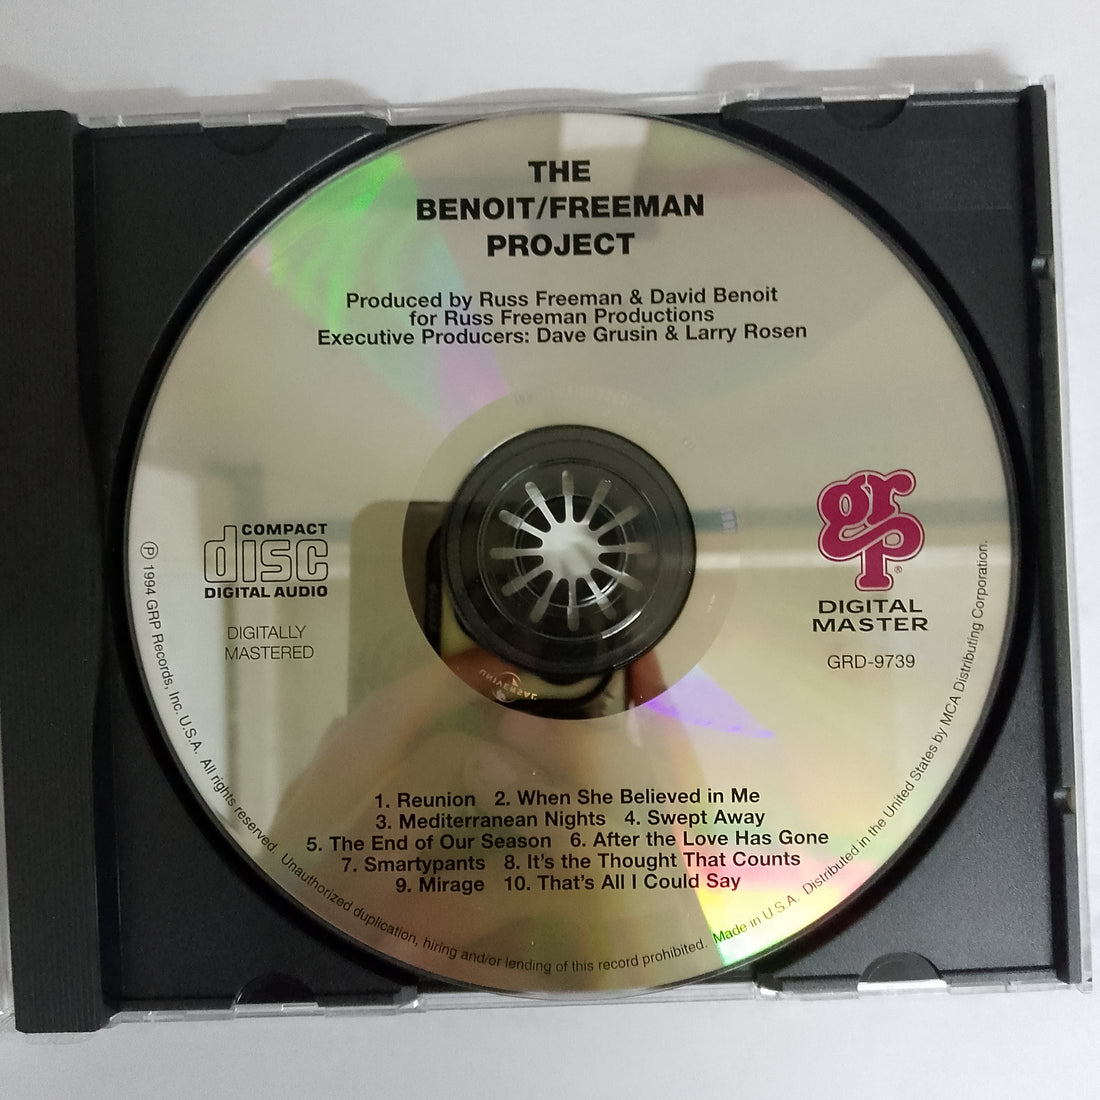 THE
BENOIT/FREEMAN
PROJECT
Produced by Russ Freeman & David Benoit
for Russ Freeman Productions
Executive Producers: Dave Grusin & Larry Rosen
COMPACT
disc
DIGITAL AUDIO
DIGITALLY
MASTERED
grp®
DIGITAL
MASTER
GRD-9739
UNIVERSAL
1. Reunion 2. When She Believed in Me
3. Mediterranean Nights 4. Swept Away
5. The End of Our Season 6. After the Love Has Gone
7. Smartypants 8. It's the Thought That Counts
9. Mirage 10. That's All I Could Say
℗ 1994 GRP Records, Inc. U.S.A. All rights reserved. Unauthorized duplication, hiring and/or lending of this record prohibited. Made in U.S.A. Distributed in the United States by MCA Distributing Corporation.